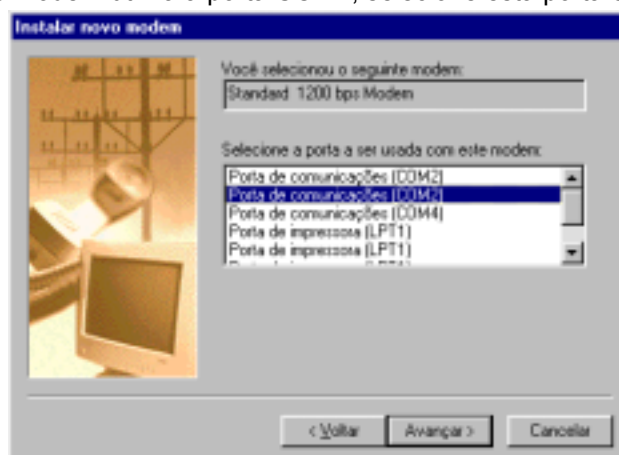 Instalar novo modem
Você selecionou o seguinte modem:
Standard 1200 bps Modem
Selecione a porta a ser usada com este modem:
Porta de comunicações (COM2)
Porta de comunicações (COM2)
Porta de comunicações (COM4)
Porta de impressora (LPT1)
Porta de impressora (LPT1)
< Voltar
Avançar >
Cancelar